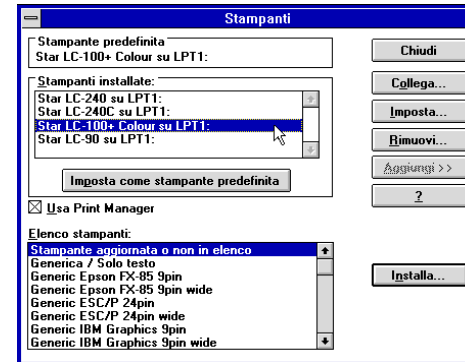 Stampanti
Stampante predefinita
Star LC-100+ Colour su LPT1:
Stampanti installate:
Star LC-240 su LPT1:
Star LC-240C su LPT1:
Star LC-100+ Colour su LPT1:
Star LC-90 su LPT1:
Imposta come stampante predefinita
Usa Print Manager
Elenco stampanti:
Stampante aggiornata o non in elenco
Generica / Solo testo
Generic Epson FX-85 9pin
Generic Epson FX-85 9pin wide
Generic ESC/P 24pin
Generic ESC/P 24pin wide
Generic IBM Graphics 9pin
Generic IBM Graphics 9pin wide
Chiudi
Collega...
Imposta...
Rimuovi...
Aggiungi >>
?
Installa...